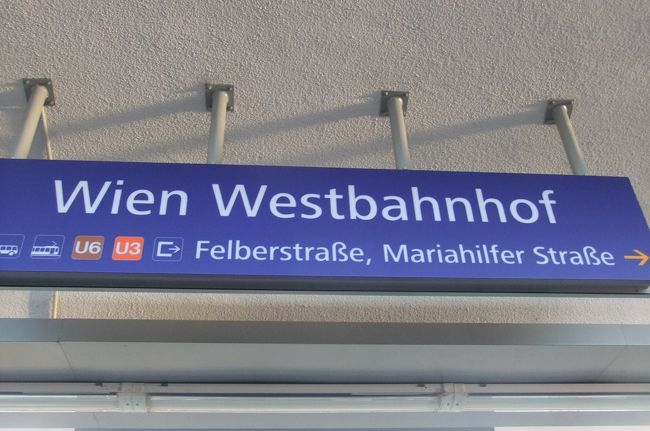 Wien Westbahnhof
U6 U3 Felberstraße, Mariahilfer Straße